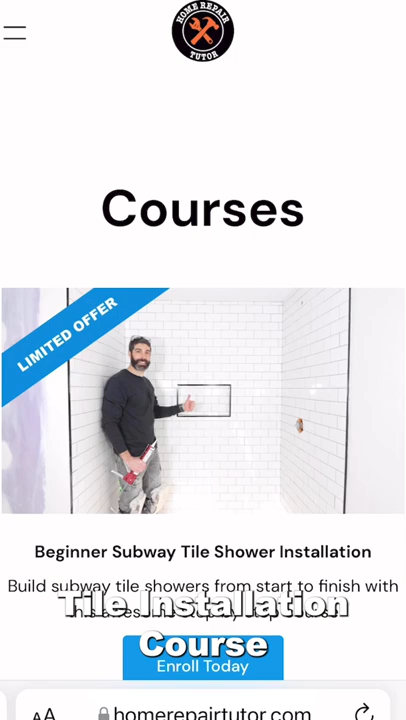 HOME REPAIR
TUTOR
Courses
LIMITED OFFER
Beginner Subway Tile Shower Installation
Build subway tile showers from start to finish with
Tile Installation
Course
Enroll Today
AA
homerepairtutor.com